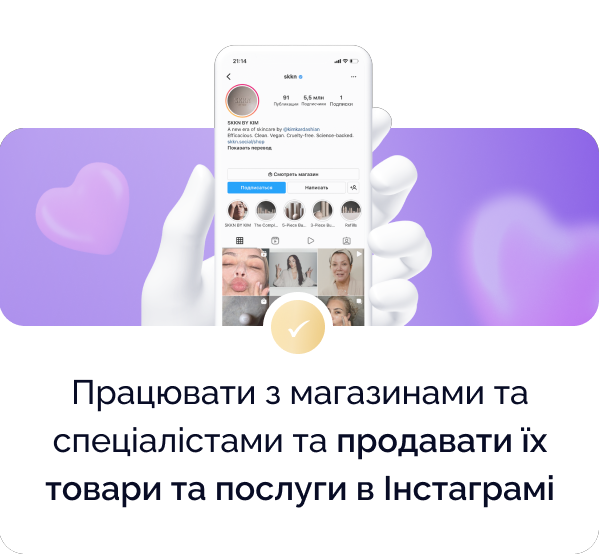 21:14
skkn
91 5,5 млн 1
Публикации Подписчика Подписки
SKKN BY KIM
A new era of skincare by @kimkardashian
Efficacious. Clean. Vegan. Cruelty-free. Science-backed.
skkn.social/shop
Показать перевод
Смотреть магазин
Подписаться Написать
SKKN BY KIM The Compl... 5-Piece Bu... 3-Piece Bu... Refills
Працювати з магазинами та
спеціалістами та продавати їх
товари та послуги в Інстаграмі